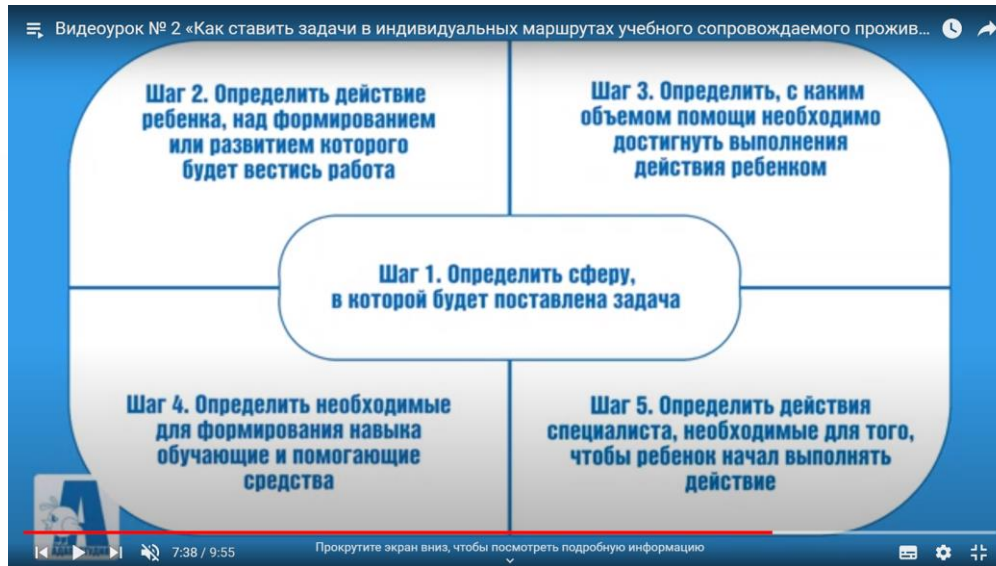 Видеоурок № 2 «Как ставить задачи в индивидуальных маршрутах учебного сопровождаемого прожив...
Шаг 2. Определить действие
ребенка, над формированием
или развитием которого
будет вестись работа
Шаг 3. Определить, с каким
объемом помощи необходимо
достигнуть выполнения
действия ребенком
Шаг 1. Определить сферу,
в которой будет поставлена задача
Шаг 4. Определить необходимые
для формирования навыка
обучающие и помогающие
средства
Шаг 5. Определить действия
специалиста, необходимые для того,
чтобы ребенок начал выполнять
действие
7:38 / 9:55
Прокрутите экран вниз, чтобы посмотреть подробную информацию